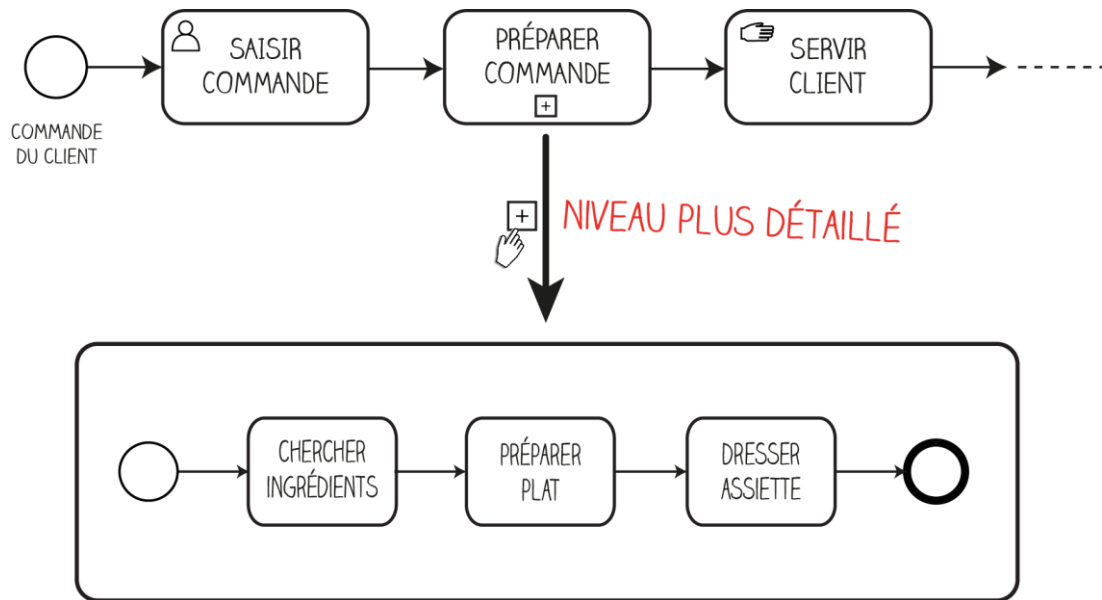 SAISIR
COMMANDE
PRÉPARER
COMMANDE
SERVIR
CLIENT
COMMANDE
DU CLIENT
NIVEAU PLUS DÉTAILLÉ
CHERCHER
INGRÉDIENTS
PRÉPARER
PLAT
DRESSER
ASSIETTE